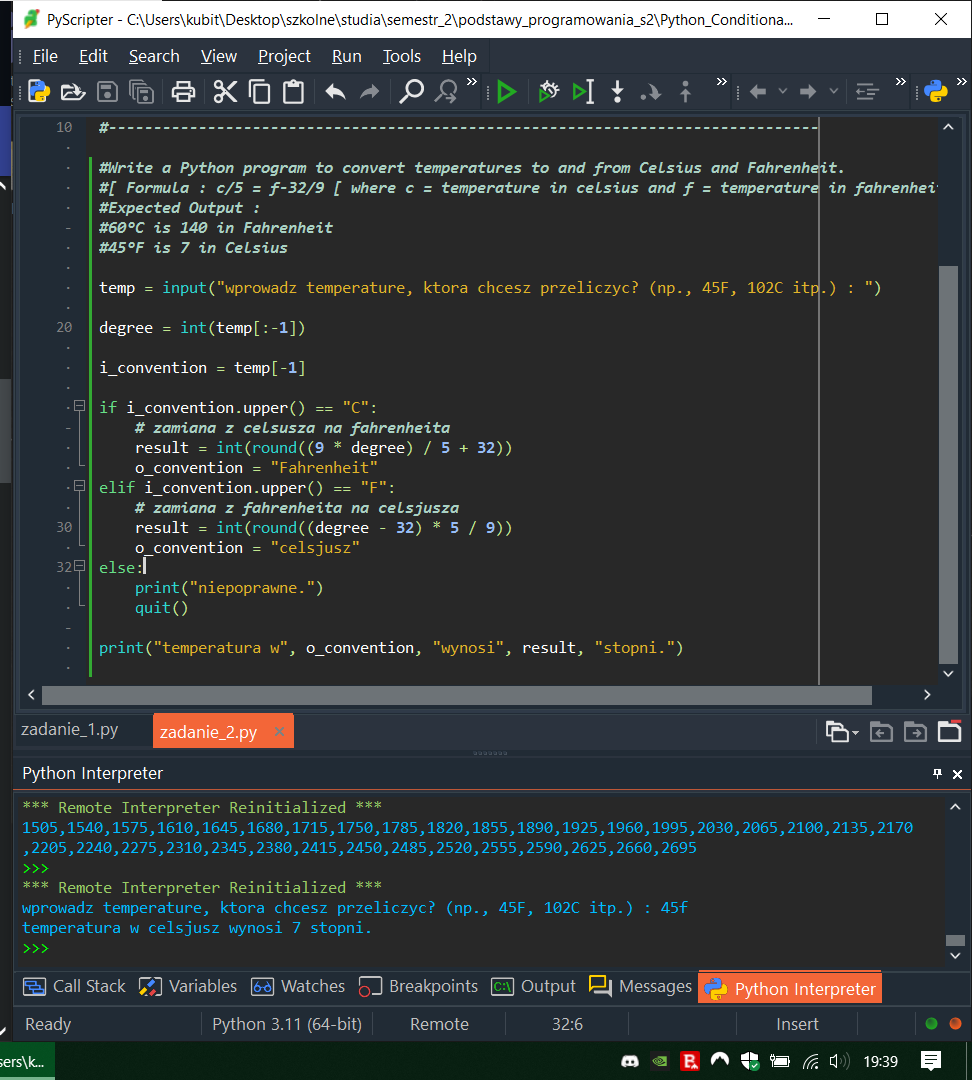 PyScripter - C:\Users\kubit\Desktop\szkolne\studia\semestr_2\podstawy_programowania_s2\Python_Conditiona...
File Edit Search View Project Run Tools Help
10 #-------------------------------------------------------------------------------
#Write a Python program to convert temperatures to and from Celsius and Fahrenheit.
#[ Formula : c/5 = f-32/9 [ where c = temperature in celsius and f = temperature in fahrenhei
#Expected Output :
#60°C is 140 in Fahrenheit
#45°F is 7 in Celsius
temp = input("wprowadz temperature, ktora chcesz przeliczyc? (np., 45F, 102C itp.) : ")
20 degree = int(temp[:-1])
i_convention = temp[-1]
if i_convention.upper() == "C":
# zamiana z celsusza na fahrenheita
result = int(round((9 * degree) / 5 + 32))
o_convention = "Fahrenheit"
elif i_convention.upper() == "F":
# zamiana z fahrenheita na celsjusza
30 result = int(round((degree - 32) * 5 / 9))
o_convention = "celsjusz"
32 else:
print("niepoprawne.")
quit()
print("temperatura w", o_convention, "wynosi", result, "stopni.")
zadanie_1.py zadanie_2.py
Python Interpreter
*** Remote Interpreter Reinitialized ***
1505,1540,1575,1610,1645,1680,1715,1750,1785,1820,1855,1890,1925,1960,1995,2030,2065,2100,2135,2170
,2205,2240,2275,2310,2345,2380,2415,2450,2485,2520,2555,2590,2625,2660,2695
>>>
*** Remote Interpreter Reinitialized ***
wprowadz temperature, ktora chcesz przeliczyc? (np., 45F, 102C itp.) : 45f
temperatura w celsjusz wynosi 7 stopni.
>>>
Call Stack Variables Watches Breakpoints Output Messages Python Interpreter
Ready Python 3.11 (64-bit) Remote 32:6 Insert
sers\k... 19:39